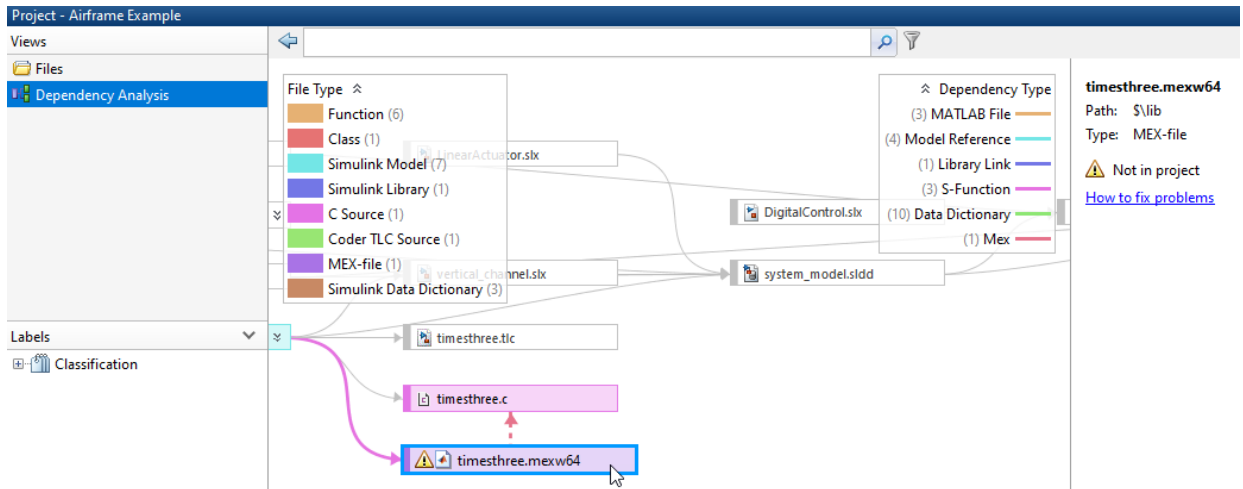 Project - Airframe Example
Views
Files
Dependency Analysis
Labels
Classification
File Type
Function (6)
Class (1)
Simulink Model (7)
Simulink Library (1)
C Source (1)
Coder TLC Source (1)
MEX-file (1)
Simulink Data Dictionary (3)
LinearActuator.slx
vertical_channel.slx
timesthree.tlc
timesthree.c
timesthree.mexw64
DigitalControl.slx
system_model.sldd
Dependency Type
(3) MATLAB File
(4) Model Reference
(1) Library Link
(3) S-Function
(10) Data Dictionary
(1) Mex
timesthree.mexw64
Path: $\lib
Type: MEX-file
Not in project
How to fix problems